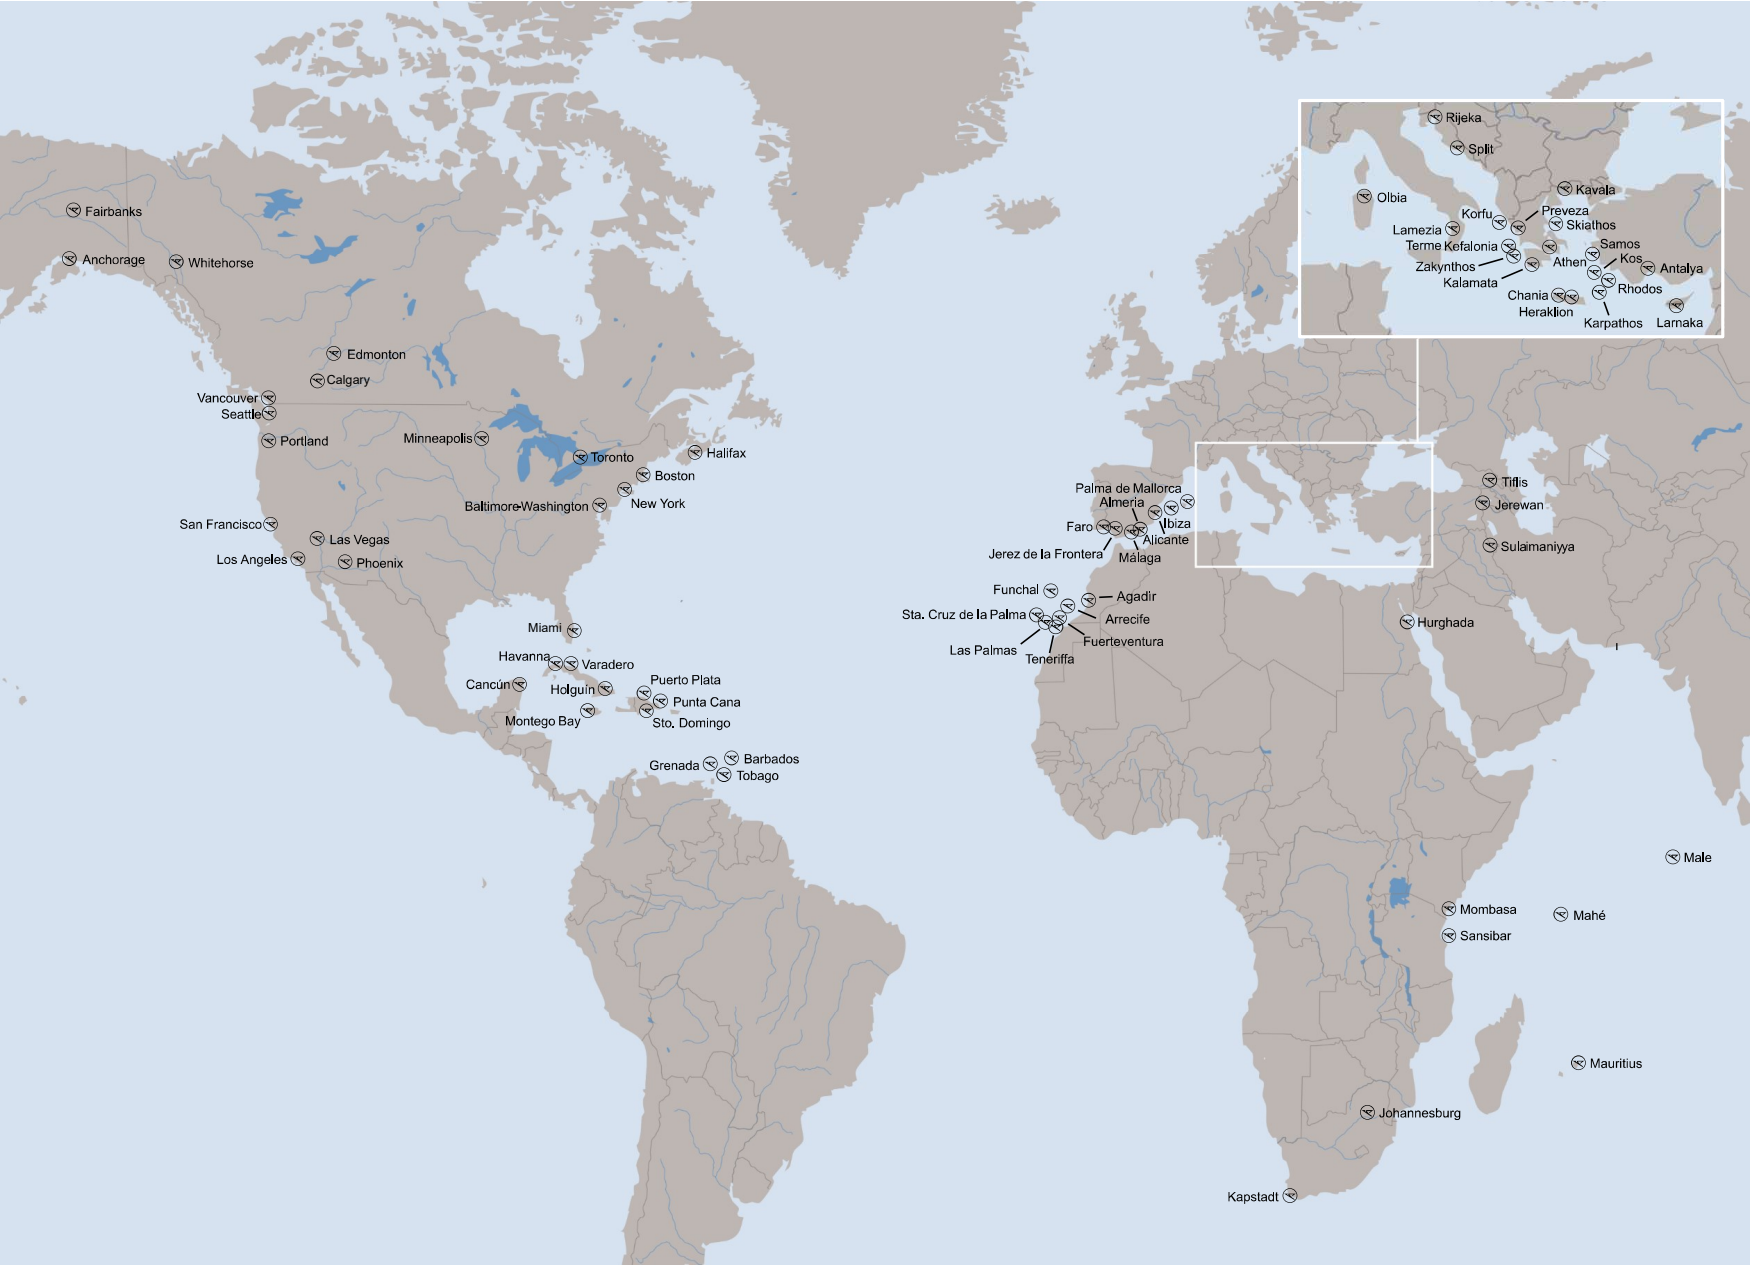 Rijeka
Split
Kavala
Olbia
Korfu
Preveza
Skiathos
Lamezia
Terme
Kefalonia
Samos
Athen
Kos
Zakynthos
Antalya
Kalamata
Rhodos
Chania
Heraklion
Karpathos
Larnaka
Fairbanks
Anchorage
Whitehorse
Edmonton
Calgary
Vancouver
Seattle
Portland
Minneapolis
Toronto
Halifax
Boston
New York
Baltimore-Washington
San Francisco
Las Vegas
Los Angeles
Phoenix
Miami
Havanna
Varadero
Cancún
Holguín
Puerto Plata
Punta Cana
Montego Bay
Sto. Domingo
Barbados
Grenada
Tobago
Palma de Mallorca
Almeria
Ibiza
Faro
Alicante
Jerez de la Frontera
Málaga
Funchal
Agadir
Sta. Cruz de la Palma
Arrecife
Fuerteventura
Las Palmas
Teneriffa
Tiflis
Jerewan
Sulaimaniyya
Hurghada
Male
Mombasa
Mahé
Sansibar
Mauritius
Johannesburg
Kapstadt